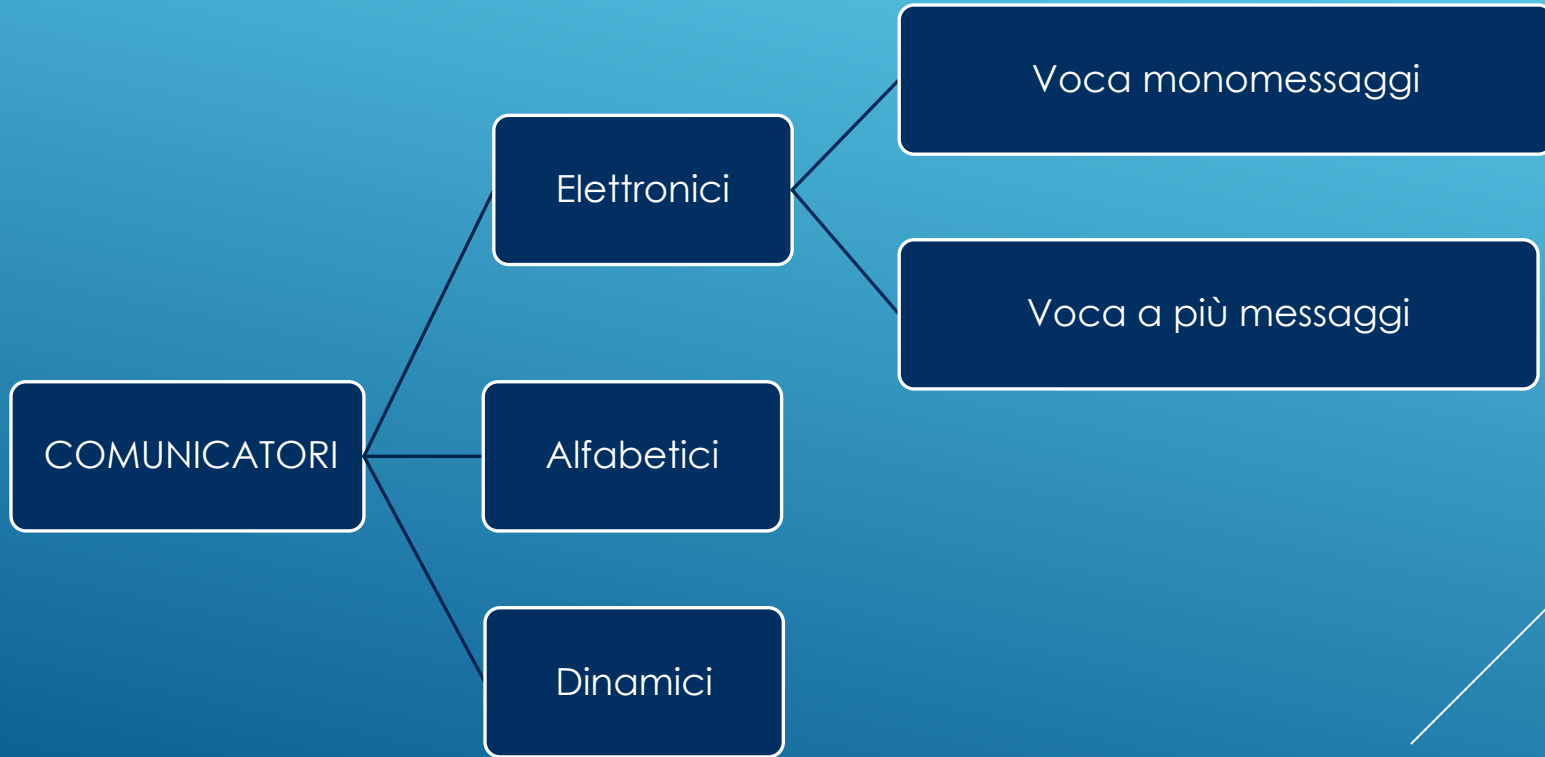 COMUNICATORI
Elettronici
Voca monomessaggi
Voca a più messaggi
Alfabetici
Dinamici